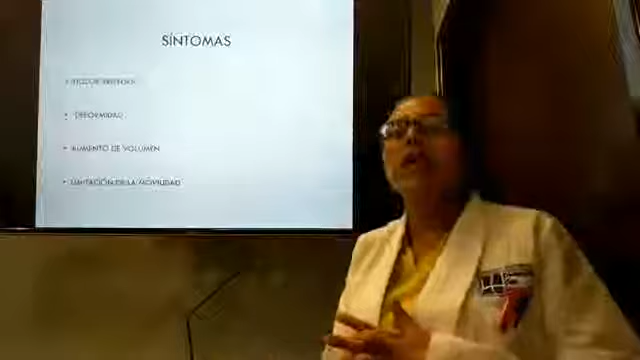 SÍNTOMAS
• DEFORMIDAD
• AUMENTO DE VOLUMEN
• LIMITACIÓN DE LA MOVILIDAD